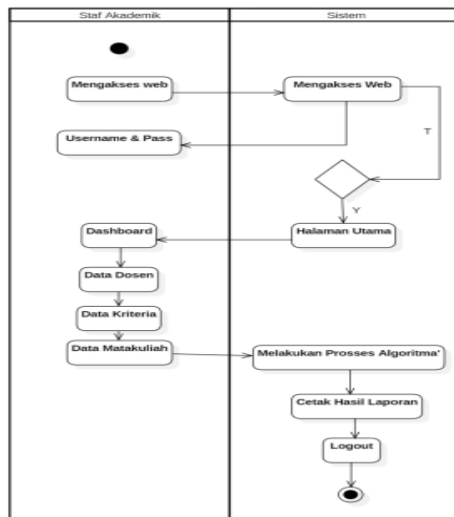 Staf Akademik
Sistem
Mengakses web
Mengakses Web
T
Username & Pass
Y
Dashboard
Halaman Utama
Data Dosen
Data Kriteria
Data Matakuliah
Melakukan Prosses Algoritma'
Cetak Hasil Laporan
Logout